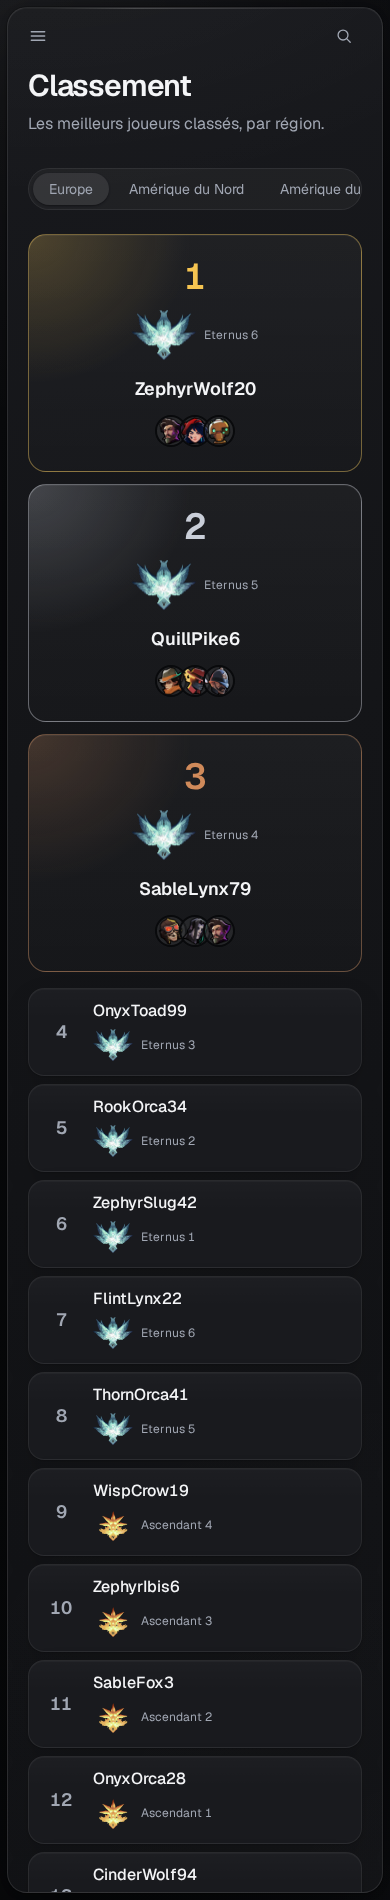 Classement
Les meilleurs joueurs classés, par région.
Europe Amérique du Nord Amérique du
1
Eternus 6
ZephyrWolf20
2
Eternus 5
QuillPike6
3
Eternus 4
SableLynx79
OnyxToad99
4
Eternus 3
RookOrca34
5
Eternus 2
ZephyrSlug42
6
Eternus 1
FlintLynx22
7
Eternus 6
ThornOrca41
8
Eternus 5
WispCrow19
9
Ascendant 4
ZephyrIbis6
10
Ascendant 3
SableFox3
11
Ascendant 2
OnyxOrca28
12
Ascendant 1
CinderWolf94